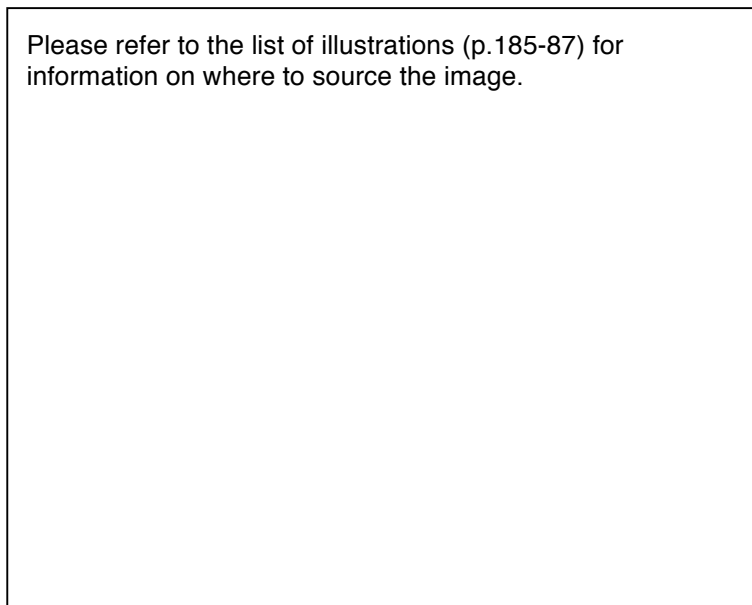 Please refer to the list of illustrations (p.185-87) for
information on where to source the image.